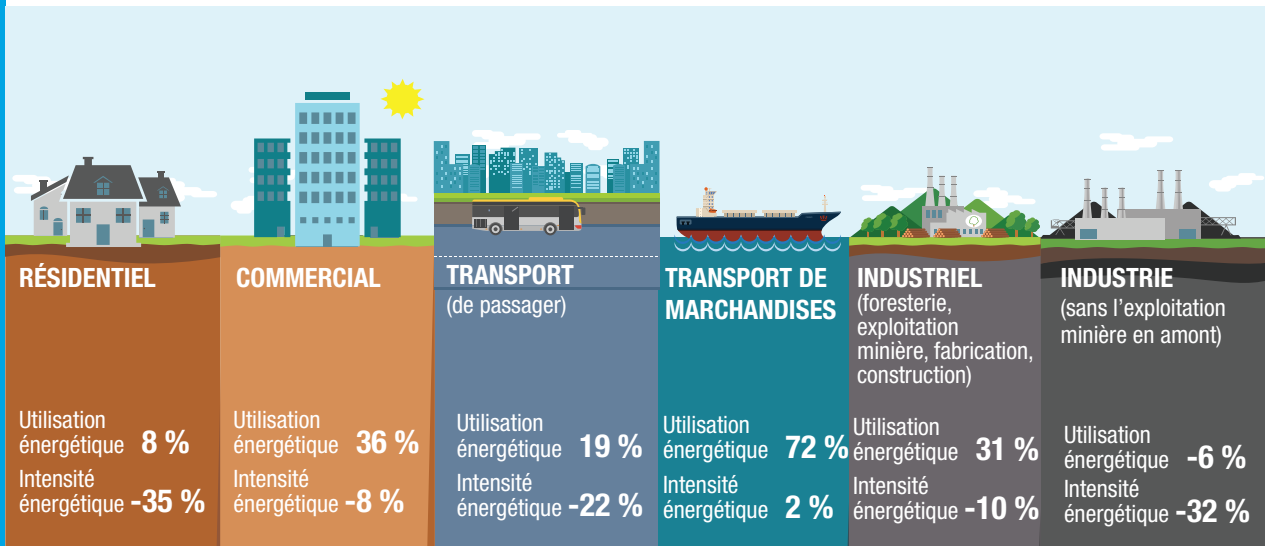 RÉSIDENTIEL
Utilisation
énergétique 8 %
Intensité
énergétique -35 %
COMMERCIAL
Utilisation
énergétique 36 %
Intensité
énergétique -8 %
TRANSPORT
(de passager)
Utilisation
énergétique 19 %
Intensité
énergétique -22 %
TRANSPORT DE
MARCHANDISES
Utilisation
énergétique 72 %
Intensité
énergétique 2 %
INDUSTRIEL
(foresterie,
exploitation
minière, fabrication,
construction)
Utilisation
énergétique 31 %
Intensité
énergétique -10 %
INDUSTRIE
(sans l'exploitation
minière en amont)
Utilisation
énergétique -6 %
Intensité
énergétique -32 %